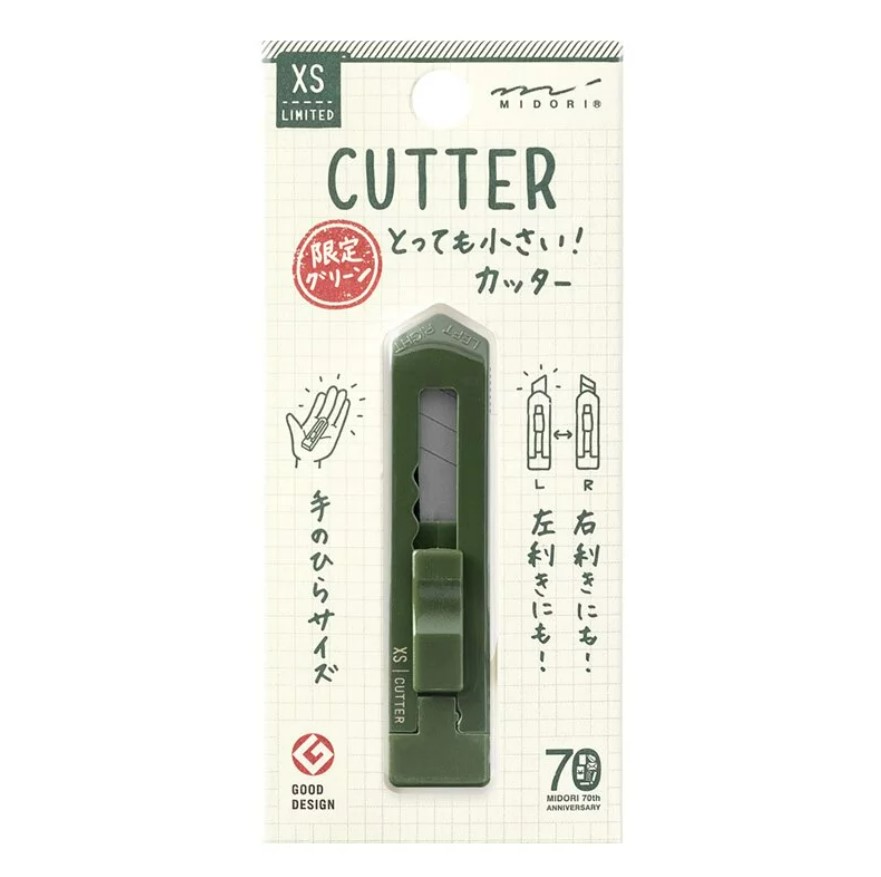 XS
LIMITED
MIDORI®
CUTTER
限定
グリーン
とっても小さい!
カッター
LEFT RIGHT
L
R
手のひらサイズ
右利きにも!
左利きにも!
XS | CUTTER
GOOD
DESIGN
70
MIDORI 70th
ANNIVERSARY